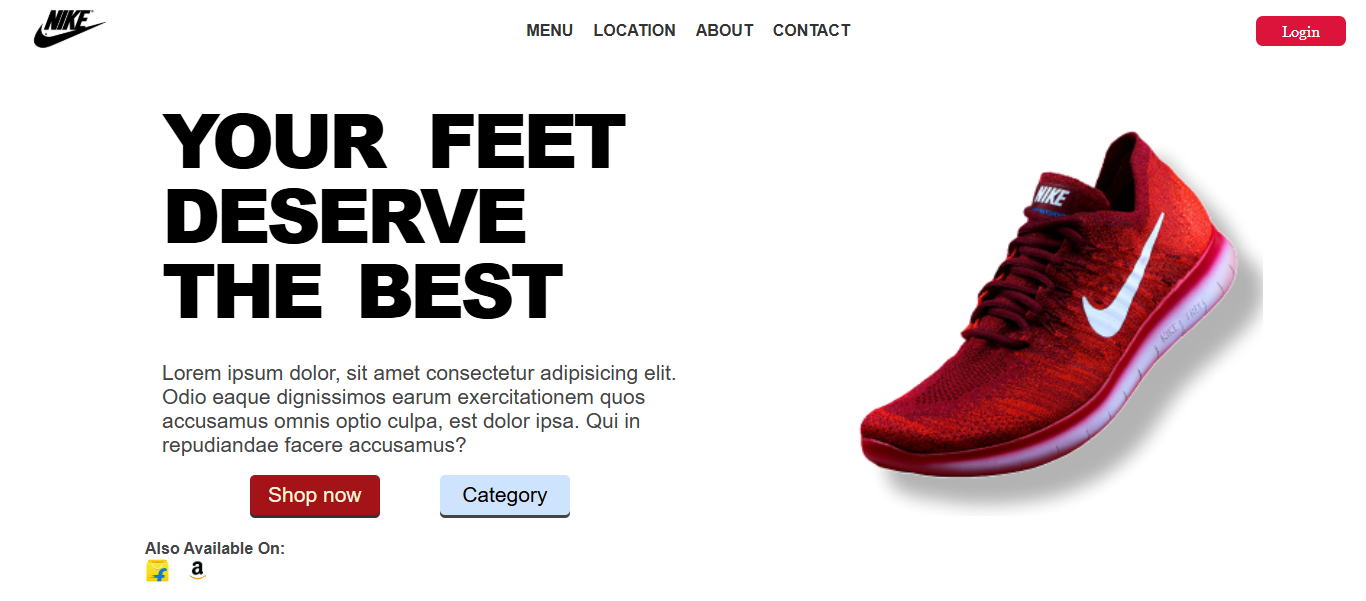 NIKE
MENU LOCATION ABOUT CONTACT
Login
YOUR FEET
DESERVE
THE BEST
NIKE
Lorem ipsum dolor, sit amet consectetur adipisicing elit.
Odio eaque dignissimos earum exercitationem quos
accusamus omnis optio culpa, est dolor ipsa. Qui in
repudiandae facere accusamus?
Shop now Category
Also Available On:
f a